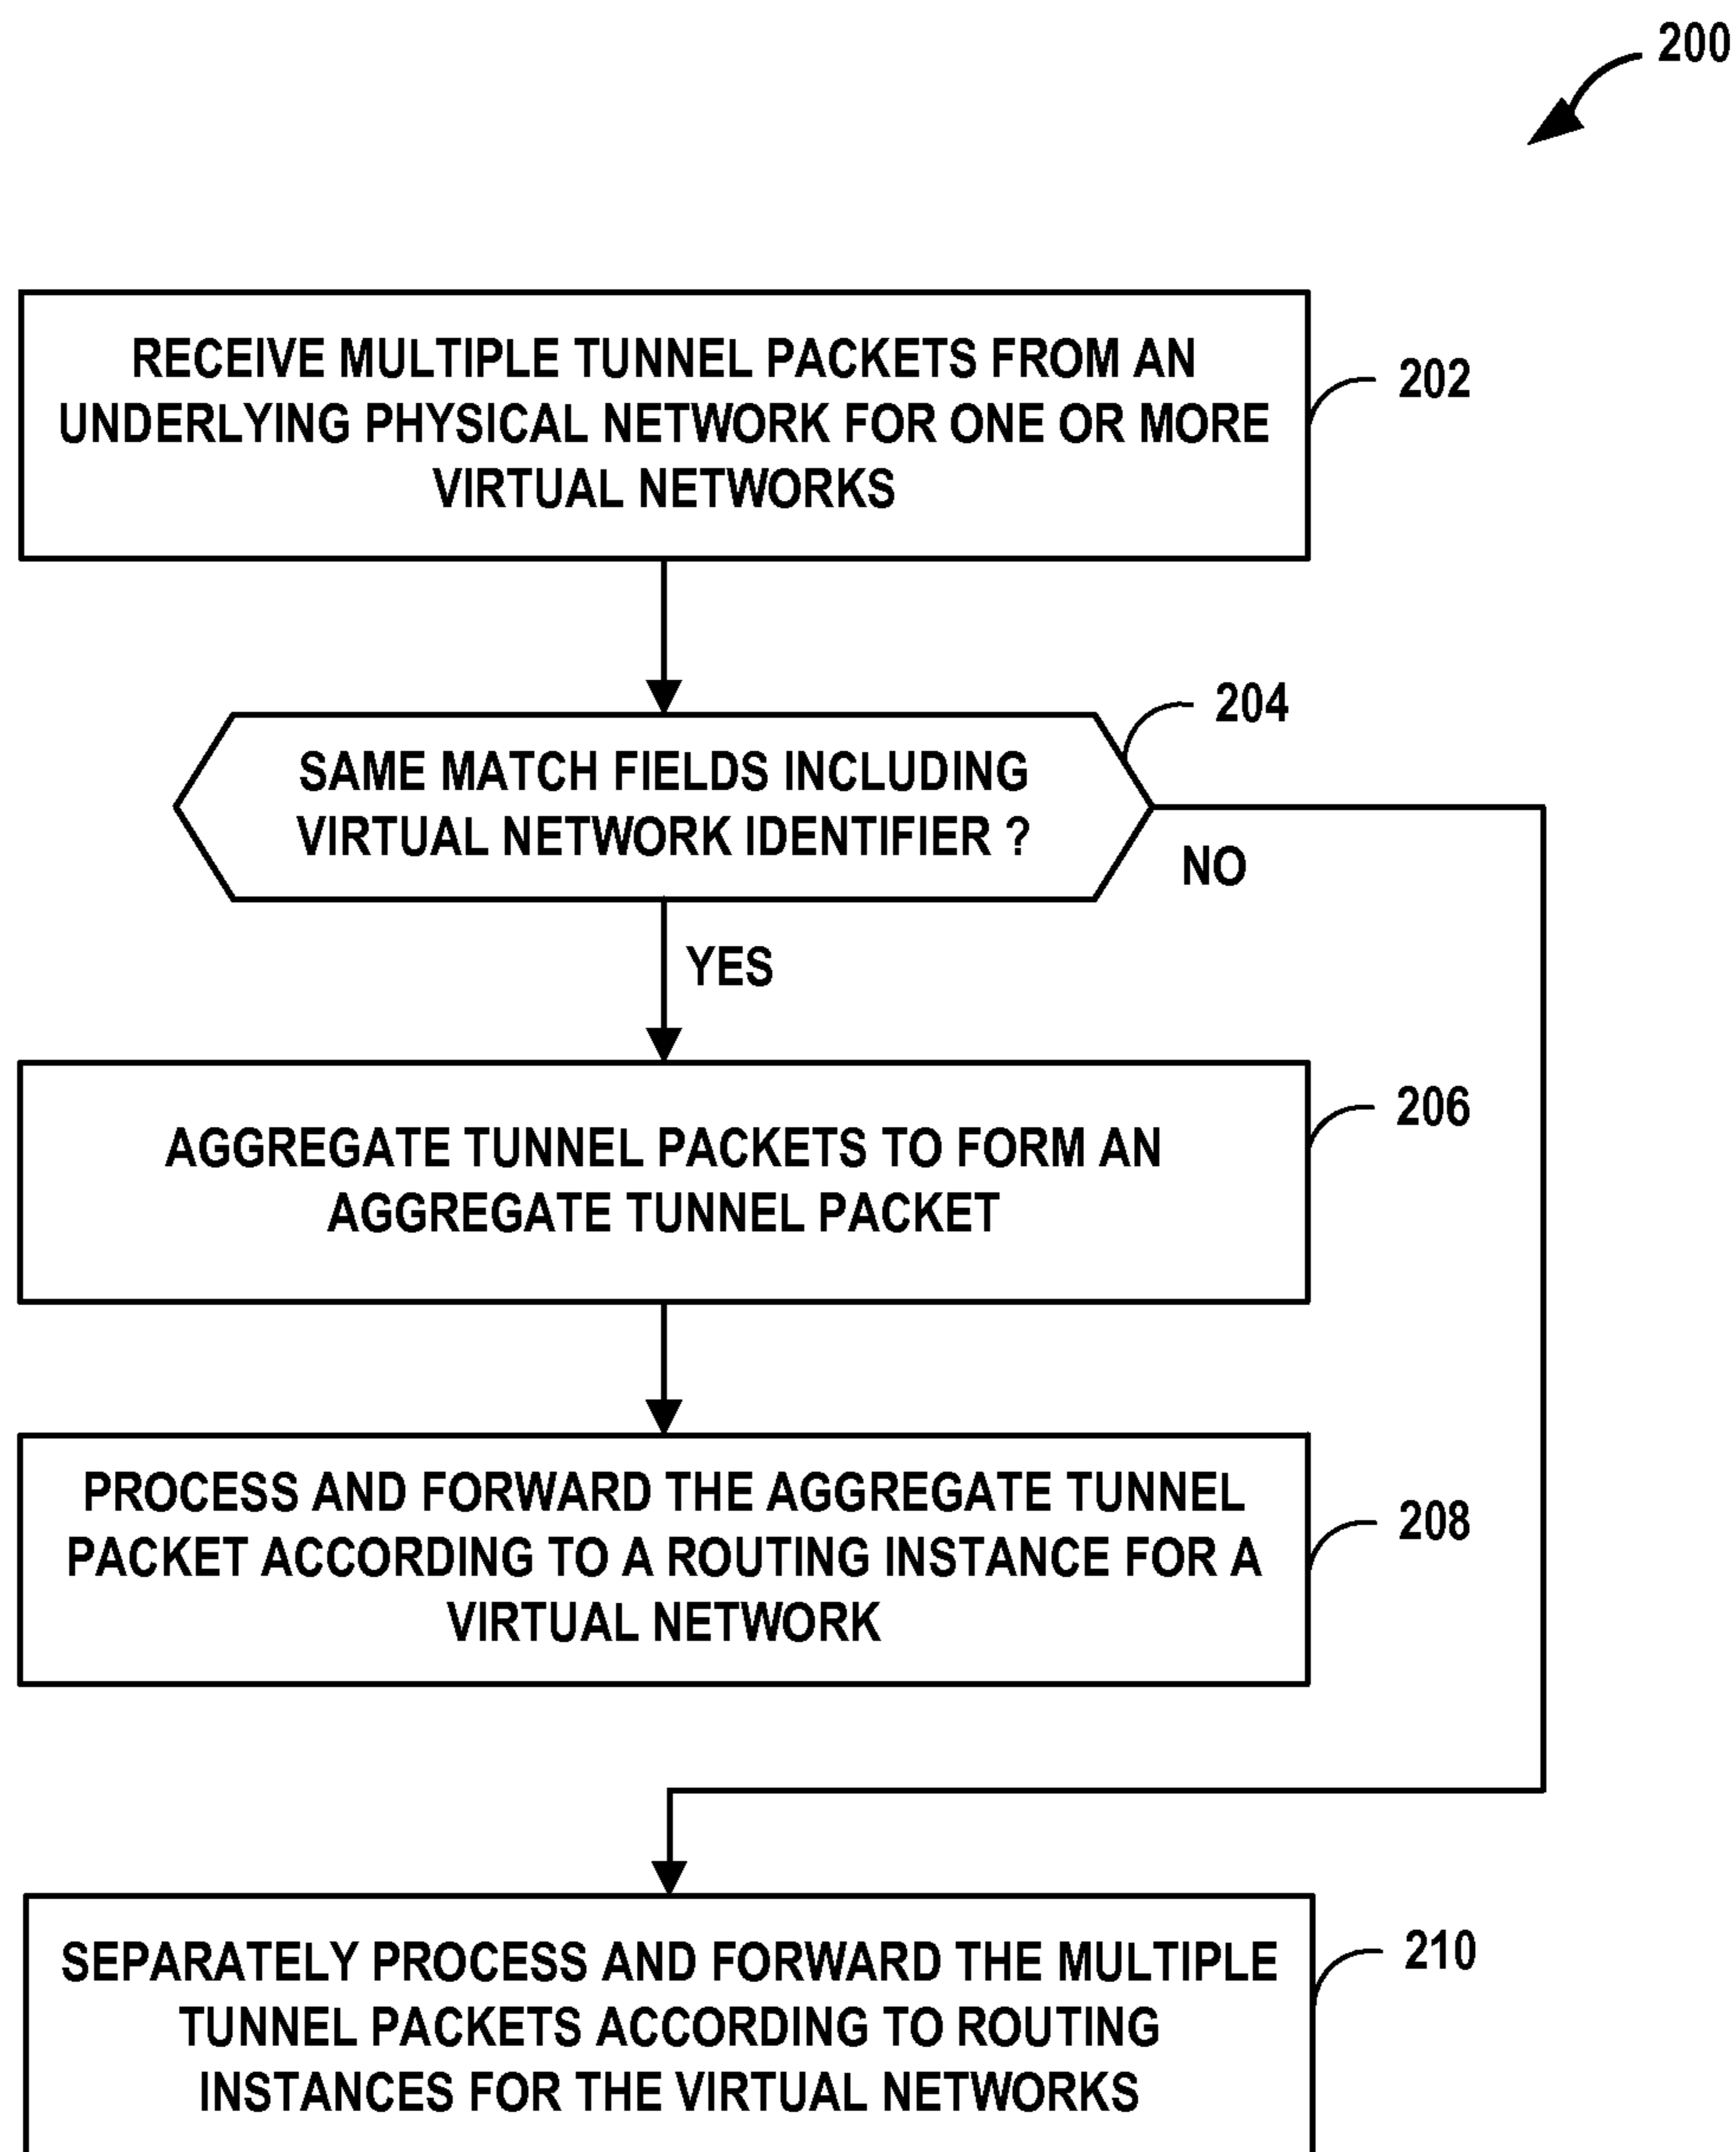 200
RECEIVE MULTIPLE TUNNEL PACKETS FROM AN
UNDERLYING PHYSICAL NETWORK FOR ONE OR MORE
VIRTUAL NETWORKS
202
204
SAME MATCH FIELDS INCLUDING
VIRTUAL NETWORK IDENTIFIER ?
NO
YES
206
AGGREGATE TUNNEL PACKETS TO FORM AN
AGGREGATE TUNNEL PACKET
PROCESS AND FORWARD THE AGGREGATE TUNNEL
PACKET ACCORDING TO A ROUTING INSTANCE FOR A
VIRTUAL NETWORK
208
SEPARATELY PROCESS AND FORWARD THE MULTIPLE
TUNNEL PACKETS ACCORDING TO ROUTING
INSTANCES FOR THE VIRTUAL NETWORKS
210